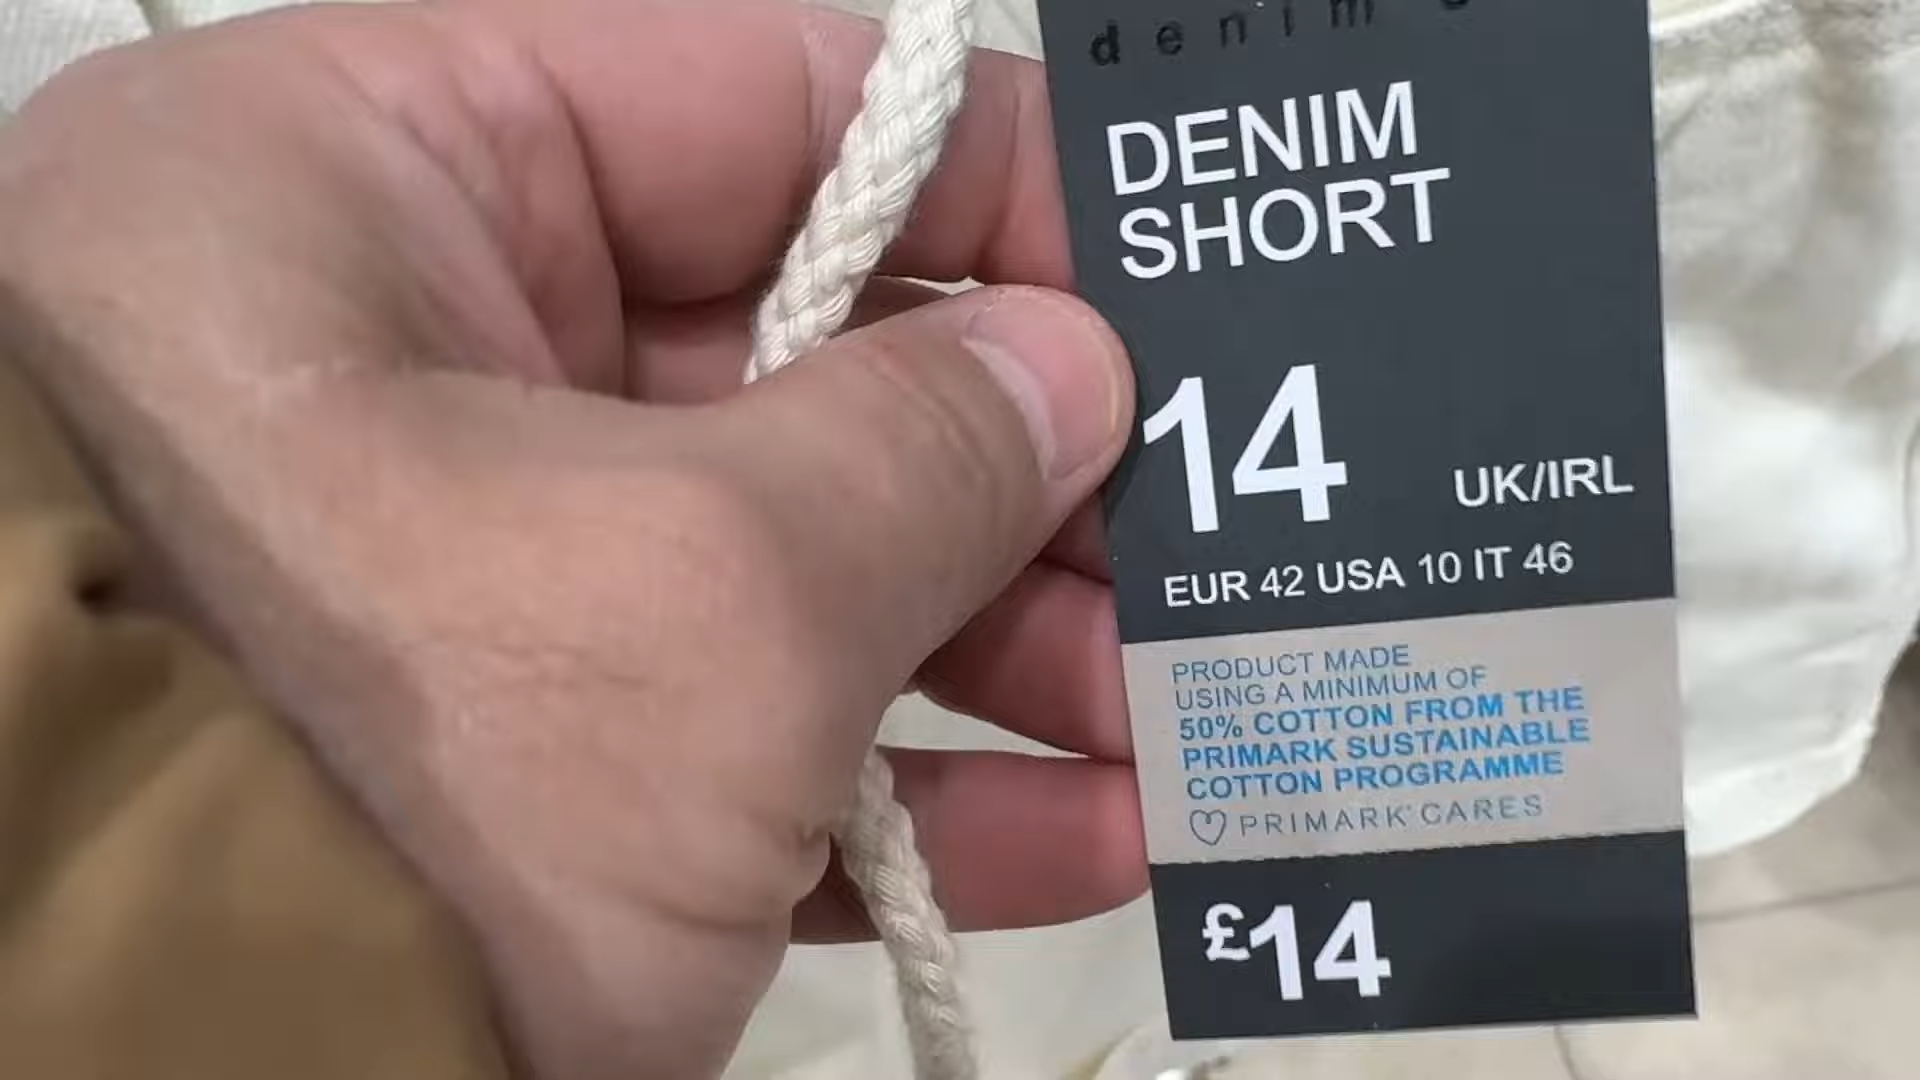 denim
DENIM
SHORT
14 UK/IRL
EUR 42 USA 10 IT 46
PRODUCT MADE
USING A MINIMUM OF
50% COTTON FROM THE
PRIMARK SUSTAINABLE
COTTON PROGRAMME
PRIMARK® CARES
£14